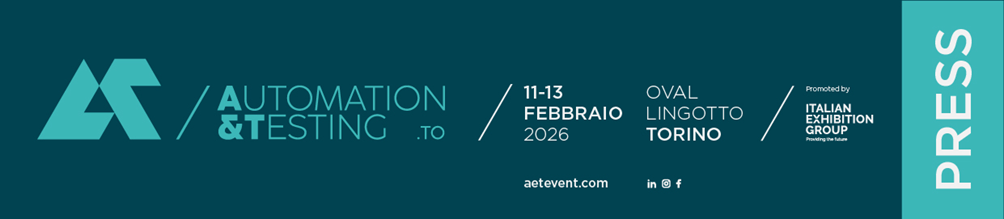 AUTOMATION
&TESTING .TO
11-13
FEBBRAIO
2026
OVAL
LINGOTTO
TORINO
Promoted by
ITALIAN
EXHIBITION
GROUP
Providing the future
aetevent.com
PRESS